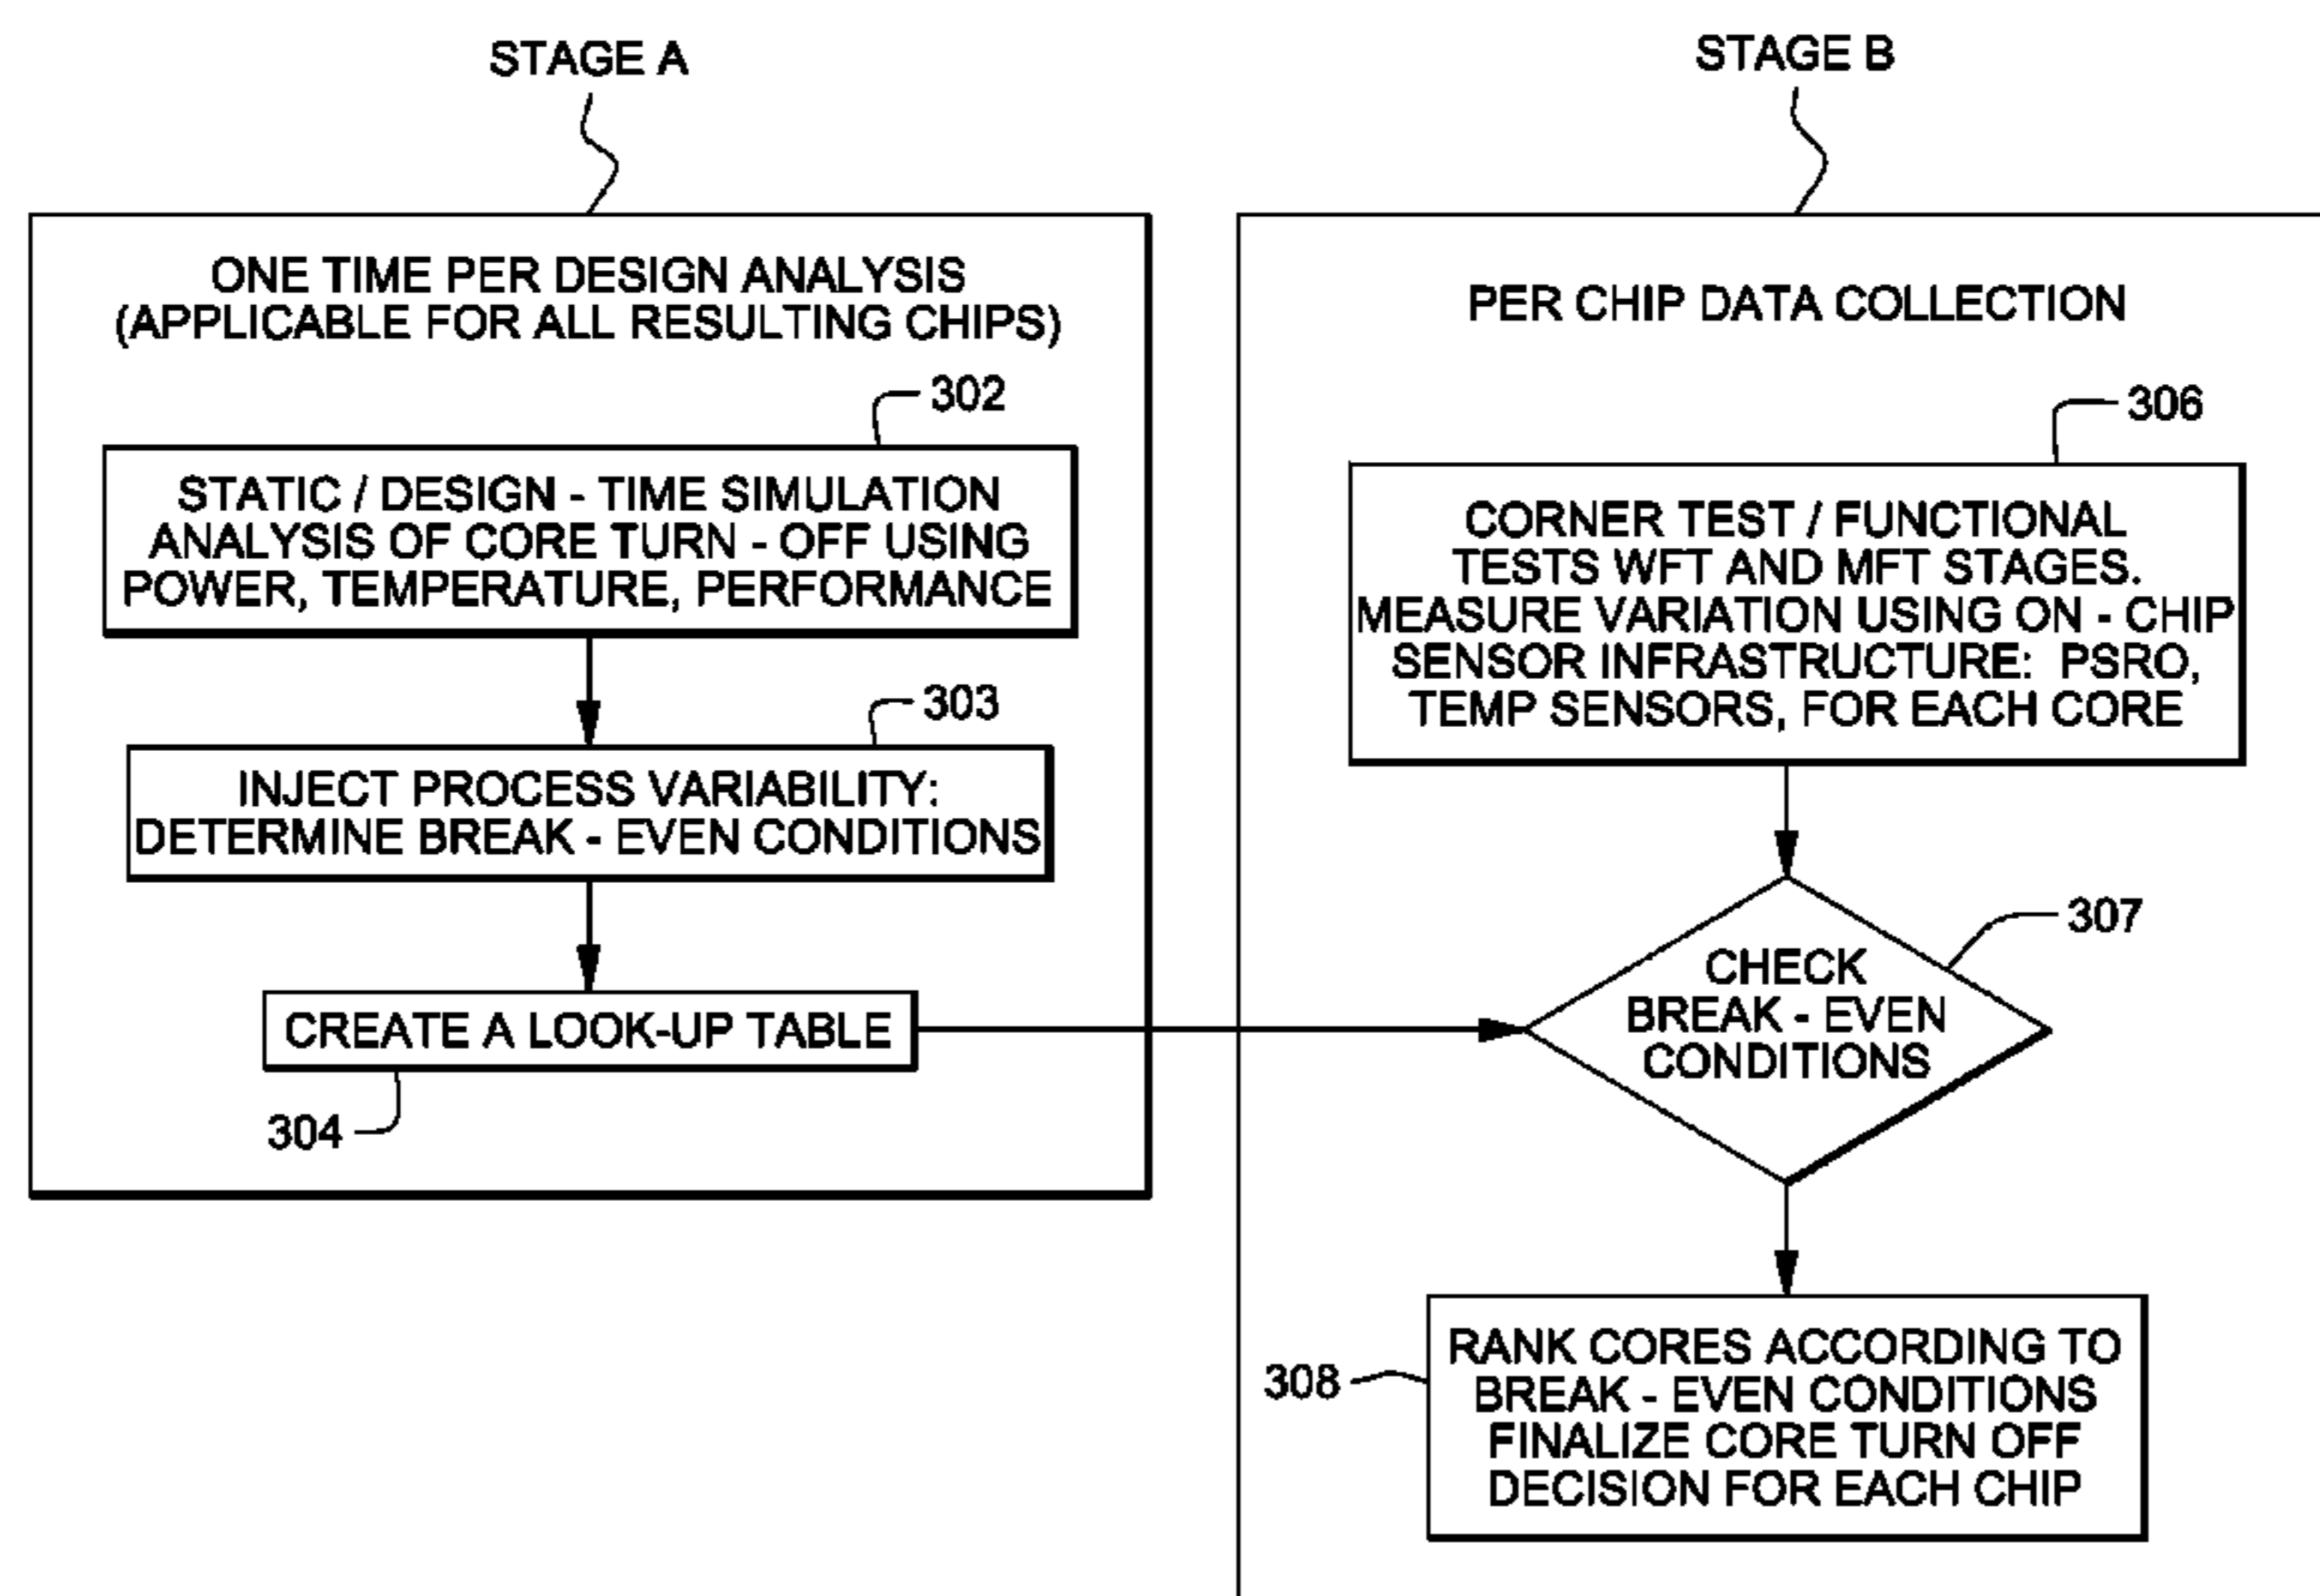 STAGE A
ONE TIME PER DESIGN ANALYSIS
(APPLICABLE FOR ALL RESULTING CHIPS)
302
STATIC / DESIGN - TIME SIMULATION
ANALYSIS OF CORE TURN - OFF USING
POWER, TEMPERATURE, PERFORMANCE
303
INJECT PROCESS VARIABILITY:
DETERMINE BREAK - EVEN CONDITIONS
CREATE A LOOK-UP TABLE
304
STAGE B
PER CHIP DATA COLLECTION
306
CORNER TEST / FUNCTIONAL
TESTS WFT AND MFT STAGES.
MEASURE VARIATION USING ON - CHIP
SENSOR INFRASTRUCTURE: PSRO,
TEMP SENSORS, FOR EACH CORE
307
CHECK
BREAK - EVEN
CONDITIONS
308
RANK CORES ACCORDING TO
BREAK - EVEN CONDITIONS
FINALIZE CORE TURN OFF
DECISION FOR EACH CHIP